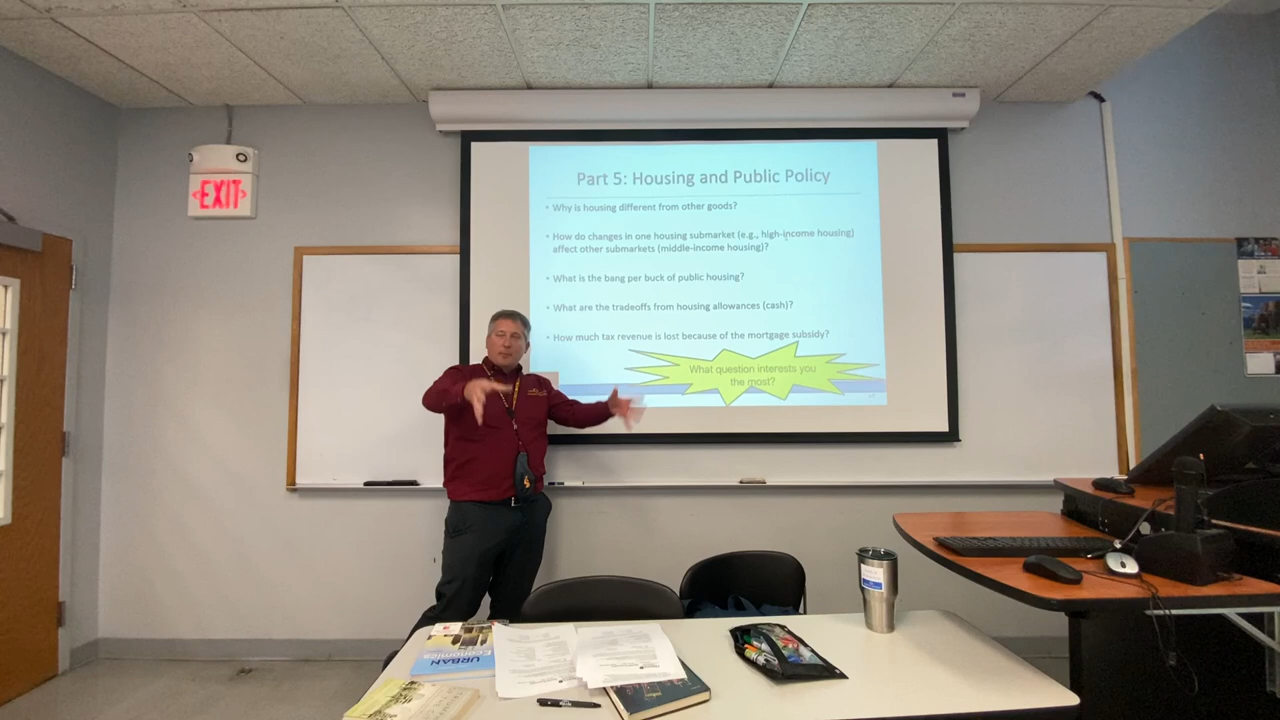 EXIT
Part 5: Housing and Public Policy
• Why is housing different from other goods?
• How do changes in one housing submarket (e.g., high-income housing)
affect other submarkets (middle-income housing)?
• What is the bang per buck of public housing?
• What are the tradeoffs from housing allowances (cash)?
• How much tax revenue is lost because of the mortgage subsidy?
What question interests you
the most?
URBAN
Economics